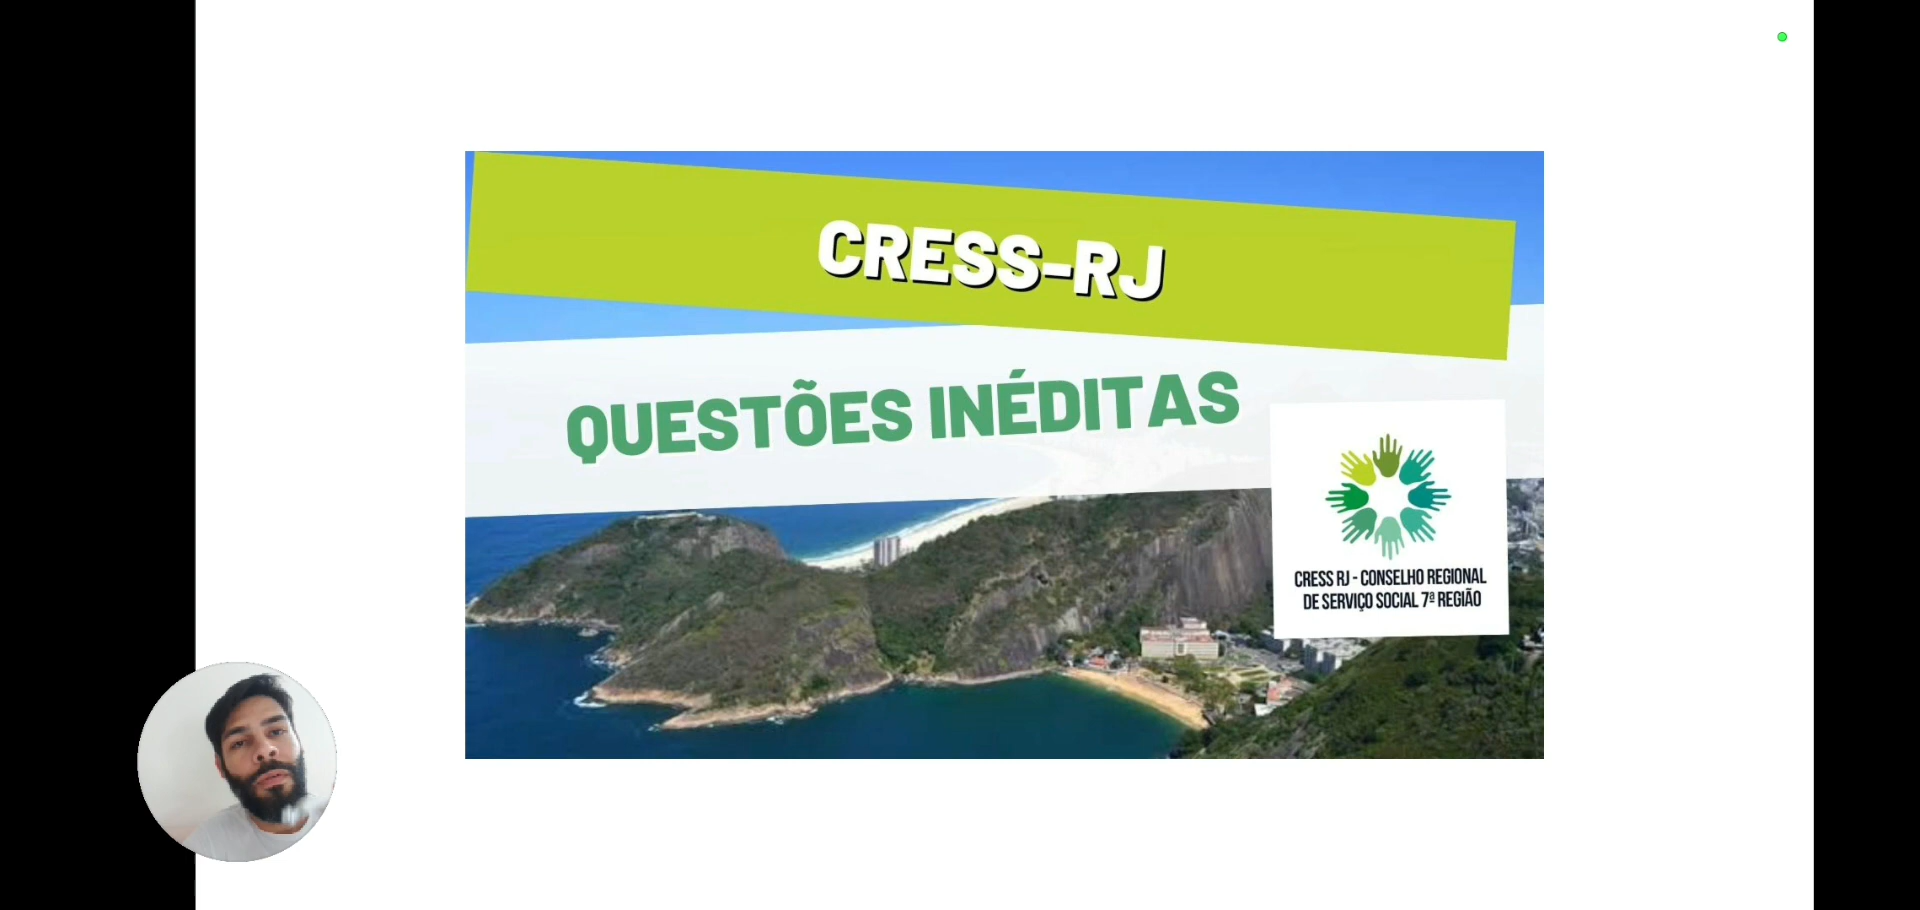 CRESS-RJ
QUESTÕES INÉDITAS
CRESS RJ - CONSELHO REGIONAL
DE SERVIÇO SOCIAL 7ª REGIÃO